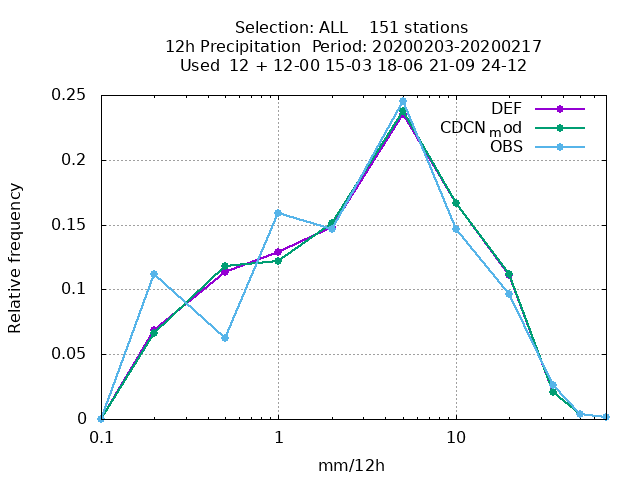 Selection: ALL    151 stations
12h Precipitation  Period: 20200203-20200217
Used  12 + 12-00 15-03 18-06 21-09 24-12
0.25
DEF
CDCN_mod
OBS
0.2
0.15
0.1
0.05
0
Relative frequency
0.1
1
10
mm/12h